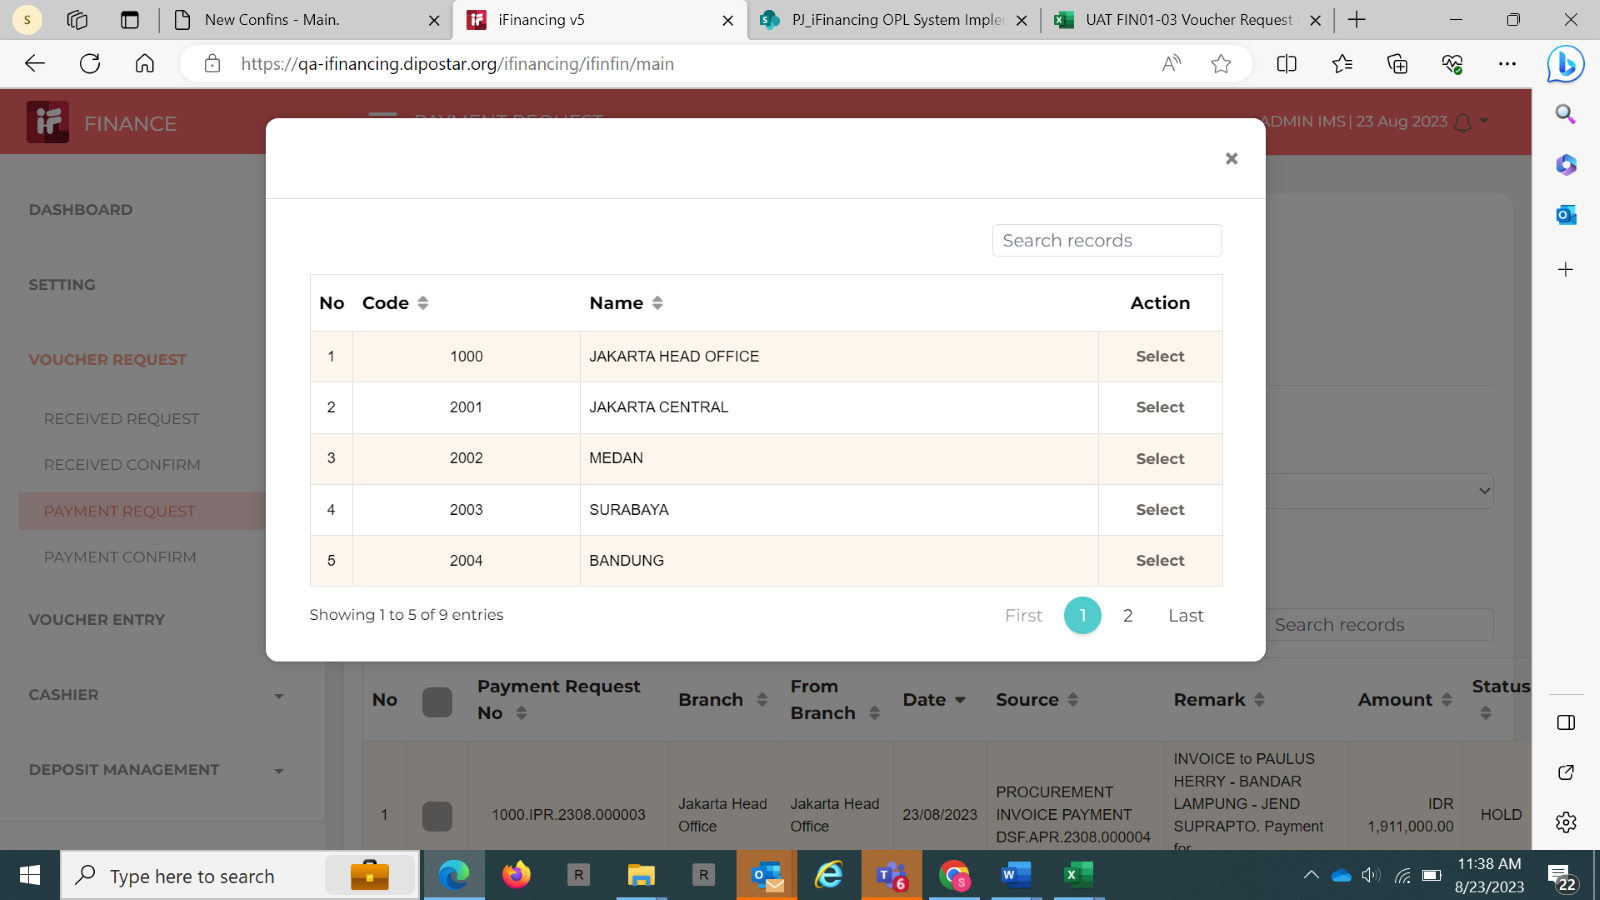 S
New Confins - Main.
iFinancing v5
PJ_iFinancing OPL System Imple
UAT FIN01-03 Voucher Request
https://qa-ifinancing.dipostar.org/ifinancing/ifinfin/main
iF FINANCE
PAYMENT REQUEST
ADMIN IMS | 23 Aug 2023
×
Search records
No Code Name Action
1 1000 JAKARTA HEAD OFFICE Select
2 2001 JAKARTA CENTRAL Select
3 2002 MEDAN Select
4 2003 SURABAYA Select
5 2004 BANDUNG Select
Showing 1 to 5 of 9 entries
First 1 2 Last
DASHBOARD
SETTING
VOUCHER REQUEST
RECEIVED REQUEST
RECEIVED CONFIRM
PAYMENT REQUEST
PAYMENT CONFIRM
VOUCHER ENTRY
CASHIER
DEPOSIT MANAGEMENT
Search records
No
Payment Request
No
Branch
From
Branch
Date
Source
Remark
Amount
Status
1
1000.IPR.2308.000003
Jakarta Head
Office
Jakarta Head
Office
23/08/2023
PROCUREMENT
INVOICE PAYMENT
DSF.APR.2308.000004
INVOICE to PAULUS
HERRY - BANDAR
LAMPUNG - JEND
SUPRAPTO. Payment
for
IDR
1,911,000.00
HOLD
Type here to search
11:38 AM
8/23/2023
22